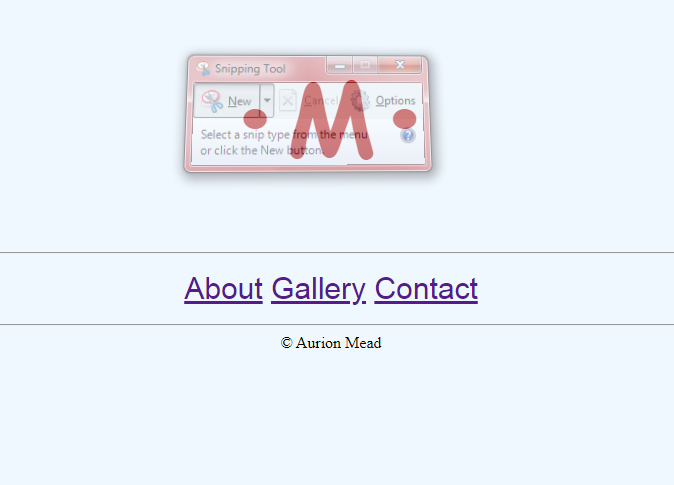 Snipping Tool
New Cancel Options
M
Select a snip type from the menu
or click the New button.
About Gallery Contact
© Aurion Mead